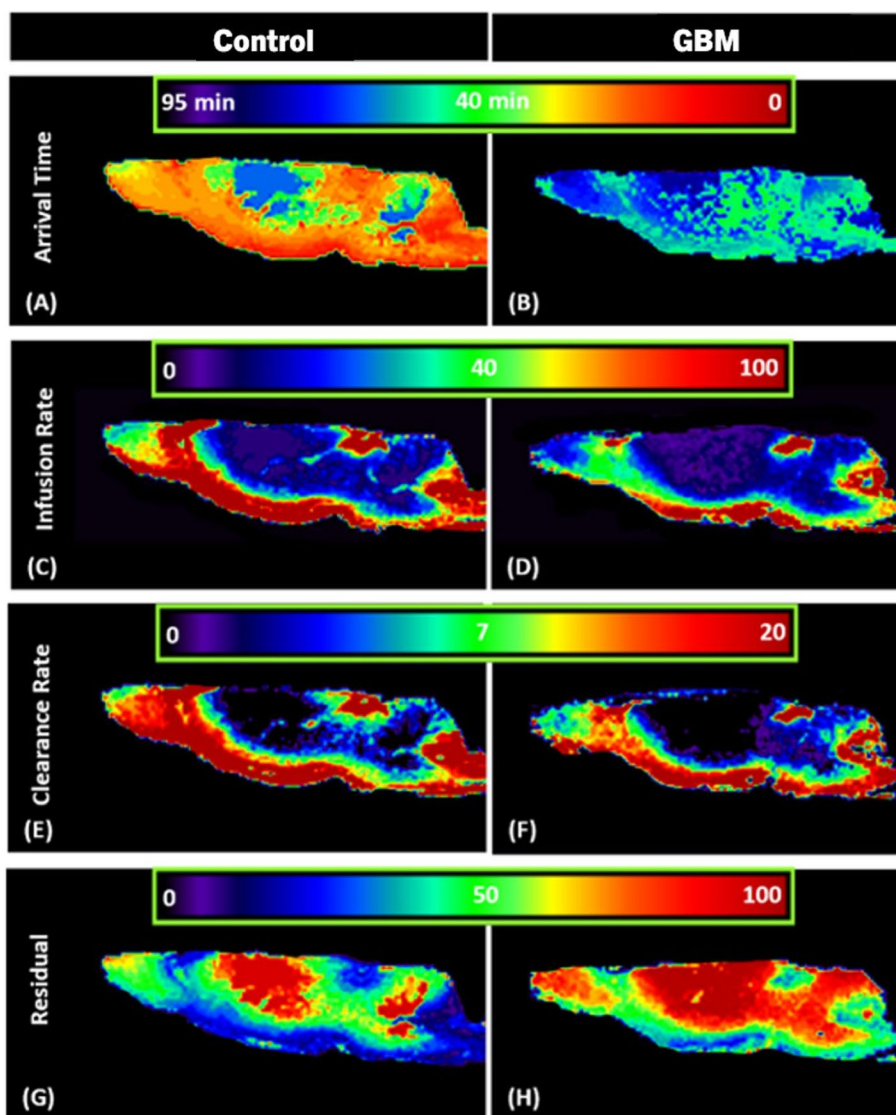 Control GBM
95 min 40 min 0
Arrival Time
(A) (B)
0 40 100
Infusion Rate
(C) (D)
0 7 20
Clearance Rate
(E) (F)
0 50 100
Residual
(G) (H)